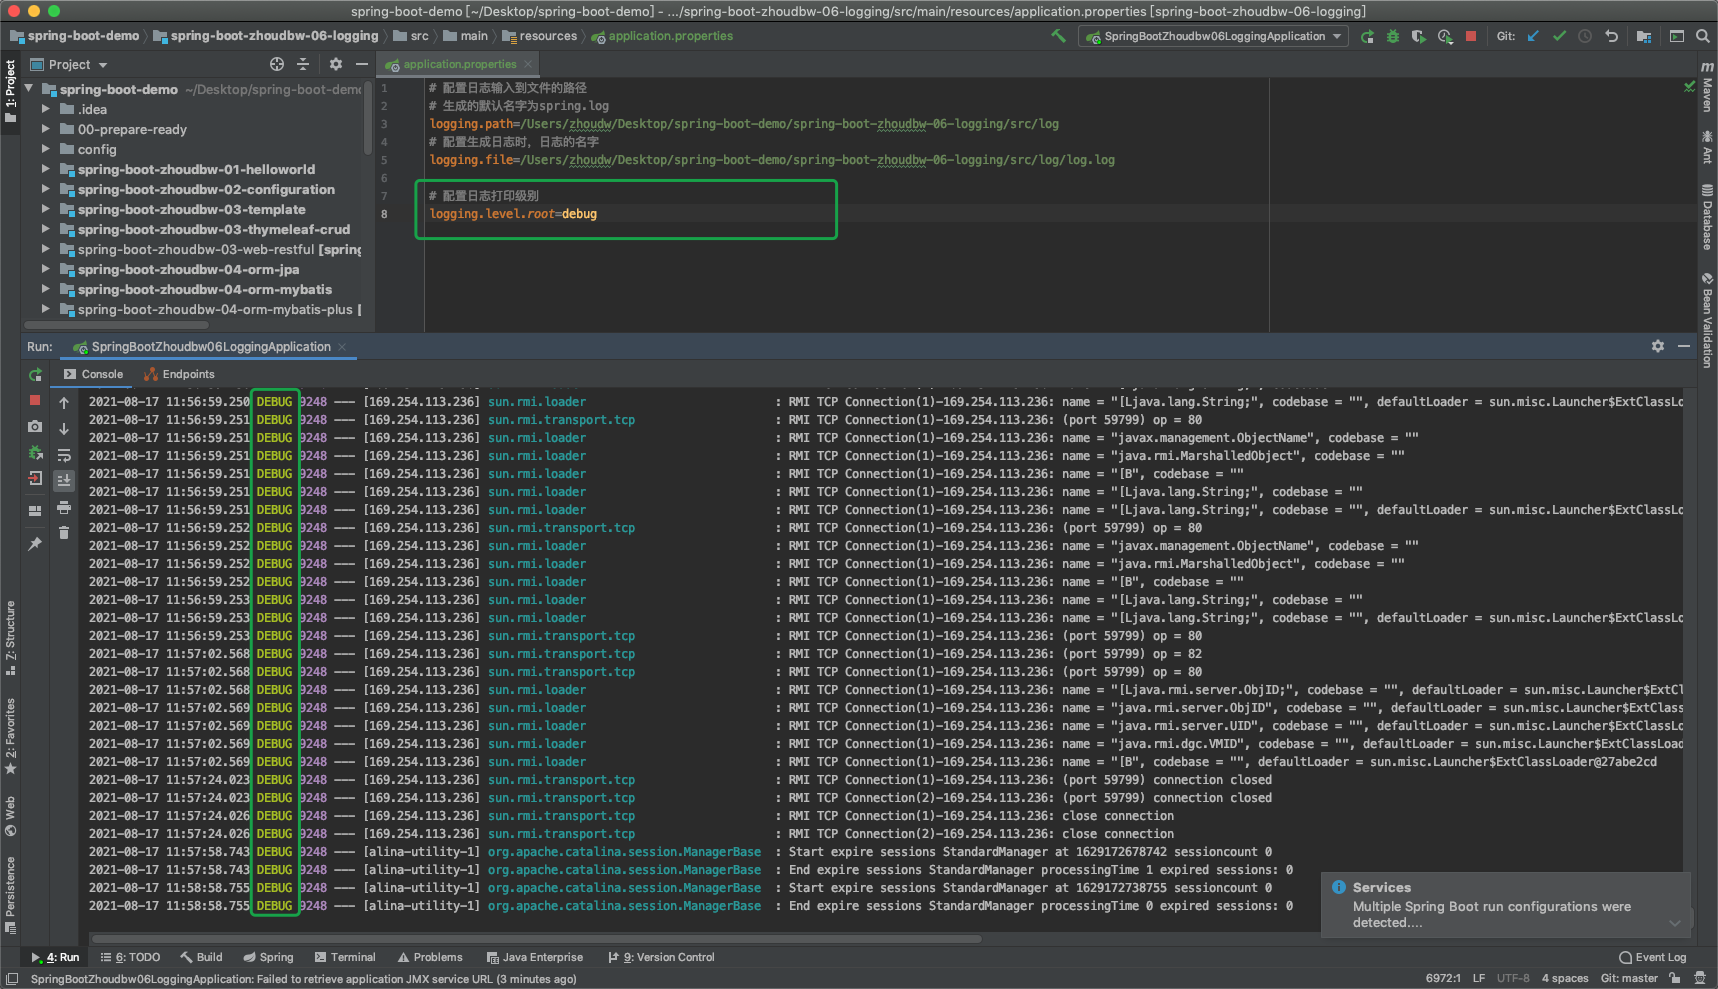 spring-boot-demo [~/Desktop/spring-boot-demo] - .../spring-boot-zhoudbw-06-logging/src/main/resources/application.properties [spring-boot-zhoudbw-06-logging]
spring-boot-demo spring-boot-zhoudbw-06-logging src main resources application.properties SpringBootZhoudbw06LoggingApplication Git:
Project application.properties
1: Project
spring-boot-demo ~/Desktop/spring-boot-demo
.idea
00-prepare-ready
config
spring-boot-zhoudbw-01-helloworld
spring-boot-zhoudbw-02-configuration
spring-boot-zhoudbw-03-template
spring-boot-zhoudbw-03-thymeleaf-crud
spring-boot-zhoudbw-03-web-restful [spring
spring-boot-zhoudbw-04-orm-jpa
spring-boot-zhoudbw-04-orm-mybatis
spring-boot-zhoudbw-04-orm-mybatis-plus [
1 # 配置日志输入到文件的路径
2 # 生成的默认名字为spring.log
3 logging.path=/Users/zhoudw/Desktop/spring-boot-demo/spring-boot-zhoudbw-06-logging/src/log
4 # 配置生成日志时，日志的名字
5 logging.file=/Users/zhoudw/Desktop/spring-boot-demo/spring-boot-zhoudbw-06-logging/src/log/log.log
6
7 # 配置日志打印级别
8 logging.level.root=debug
Maven
Ant
Database
Bean Validation
Run: SpringBootZhoudbw06LoggingApplication
Console Endpoints
2021-08-17 11:56:59.250 DEBUG 9248 --- [169.254.113.236] sun.rmi.loader : RMI TCP Connection(1)-169.254.113.236: name = "[Ljava.lang.String;", codebase = "", defaultLoader = sun.misc.Launcher$ExtClassLo
2021-08-17 11:56:59.251 DEBUG 9248 --- [169.254.113.236] sun.rmi.transport.tcp : RMI TCP Connection(1)-169.254.113.236: (port 59799) op = 80
2021-08-17 11:56:59.251 DEBUG 9248 --- [169.254.113.236] sun.rmi.loader : RMI TCP Connection(1)-169.254.113.236: name = "javax.management.ObjectName", codebase = ""
2021-08-17 11:56:59.251 DEBUG 9248 --- [169.254.113.236] sun.rmi.loader : RMI TCP Connection(1)-169.254.113.236: name = "java.rmi.MarshalledObject", codebase = ""
2021-08-17 11:56:59.251 DEBUG 9248 --- [169.254.113.236] sun.rmi.loader : RMI TCP Connection(1)-169.254.113.236: name = "[B", codebase = ""
2021-08-17 11:56:59.251 DEBUG 9248 --- [169.254.113.236] sun.rmi.loader : RMI TCP Connection(1)-169.254.113.236: name = "[Ljava.lang.String;", codebase = ""
2021-08-17 11:56:59.251 DEBUG 9248 --- [169.254.113.236] sun.rmi.loader : RMI TCP Connection(1)-169.254.113.236: name = "[Ljava.lang.String;", codebase = "", defaultLoader = sun.misc.Launcher$ExtClassLo
2021-08-17 11:56:59.252 DEBUG 9248 --- [169.254.113.236] sun.rmi.transport.tcp : RMI TCP Connection(1)-169.254.113.236: (port 59799) op = 80
2021-08-17 11:56:59.252 DEBUG 9248 --- [169.254.113.236] sun.rmi.loader : RMI TCP Connection(1)-169.254.113.236: name = "javax.management.ObjectName", codebase = ""
2021-08-17 11:56:59.252 DEBUG 9248 --- [169.254.113.236] sun.rmi.loader : RMI TCP Connection(1)-169.254.113.236: name = "java.rmi.MarshalledObject", codebase = ""
2021-08-17 11:56:59.252 DEBUG 9248 --- [169.254.113.236] sun.rmi.loader : RMI TCP Connection(1)-169.254.113.236: name = "[B", codebase = ""
2021-08-17 11:56:59.253 DEBUG 9248 --- [169.254.113.236] sun.rmi.loader : RMI TCP Connection(1)-169.254.113.236: name = "[Ljava.lang.String;", codebase = ""
2021-08-17 11:56:59.253 DEBUG 9248 --- [169.254.113.236] sun.rmi.loader : RMI TCP Connection(1)-169.254.113.236: name = "[Ljava.lang.String;", codebase = "", defaultLoader = sun.misc.Launcher$ExtClassLo
2021-08-17 11:56:59.253 DEBUG 9248 --- [169.254.113.236] sun.rmi.transport.tcp : RMI TCP Connection(1)-169.254.113.236: (port 59799) op = 80
2021-08-17 11:57:02.568 DEBUG 9248 --- [169.254.113.236] sun.rmi.transport.tcp : RMI TCP Connection(1)-169.254.113.236: (port 59799) op = 82
2021-08-17 11:57:02.568 DEBUG 9248 --- [169.254.113.236] sun.rmi.transport.tcp : RMI TCP Connection(1)-169.254.113.236: (port 59799) op = 80
2021-08-17 11:57:02.568 DEBUG 9248 --- [169.254.113.236] sun.rmi.loader : RMI TCP Connection(1)-169.254.113.236: name = "[Ljava.rmi.server.ObjID;", codebase = "", defaultLoader = sun.misc.Launcher$ExtCl
2021-08-17 11:57:02.569 DEBUG 9248 --- [169.254.113.236] sun.rmi.loader : RMI TCP Connection(1)-169.254.113.236: name = "java.rmi.server.ObjID", codebase = "", defaultLoader = sun.misc.Launcher$ExtClass
2021-08-17 11:57:02.569 DEBUG 9248 --- [169.254.113.236] sun.rmi.loader : RMI TCP Connection(1)-169.254.113.236: name = "java.rmi.server.UID", codebase = "", defaultLoader = sun.misc.Launcher$ExtClassLo
2021-08-17 11:57:02.569 DEBUG 9248 --- [169.254.113.236] sun.rmi.loader : RMI TCP Connection(1)-169.254.113.236: name = "java.rmi.dgc.VMID", codebase = "", defaultLoader = sun.misc.Launcher$ExtClassLoad
2021-08-17 11:57:02.569 DEBUG 9248 --- [169.254.113.236] sun.rmi.loader : RMI TCP Connection(1)-169.254.113.236: name = "[B", codebase = "", defaultLoader = sun.misc.Launcher$ExtClassLoader@27abe2cd
2021-08-17 11:57:24.023 DEBUG 9248 --- [169.254.113.236] sun.rmi.transport.tcp : RMI TCP Connection(1)-169.254.113.236: (port 59799) connection closed
2021-08-17 11:57:24.023 DEBUG 9248 --- [169.254.113.236] sun.rmi.transport.tcp : RMI TCP Connection(2)-169.254.113.236: (port 59799) connection closed
2021-08-17 11:57:24.026 DEBUG 9248 --- [169.254.113.236] sun.rmi.transport.tcp : RMI TCP Connection(1)-169.254.113.236: close connection
2021-08-17 11:57:24.026 DEBUG 9248 --- [169.254.113.236] sun.rmi.transport.tcp : RMI TCP Connection(2)-169.254.113.236: close connection
2021-08-17 11:57:58.743 DEBUG 9248 --- [alina-utility-1] org.apache.catalina.session.ManagerBase : Start expire sessions StandardManager at 1629172678742 sessioncount 0
2021-08-17 11:57:58.743 DEBUG 9248 --- [alina-utility-1] org.apache.catalina.session.ManagerBase : End expire sessions StandardManager processingTime 1 expired sessions: 0
2021-08-17 11:58:58.755 DEBUG 9248 --- [alina-utility-1] org.apache.catalina.session.ManagerBase : Start expire sessions StandardManager at 1629172738755 sessioncount 0
2021-08-17 11:58:58.755 DEBUG 9248 --- [alina-utility-1] org.apache.catalina.session.ManagerBase : End expire sessions StandardManager processingTime 0 expired sessions: 0
Z: Structure
2: Favorites
Web
Persistence
Services
Multiple Spring Boot run configurations were
detected....
4: Run 6: TODO Build Spring Terminal Problems Java Enterprise 9: Version Control Event Log
SpringBootZhoudbw06LoggingApplication: Failed to retrieve application JMX service URL (3 minutes ago) 6972:1 LF UTF-8 4 spaces Git: master